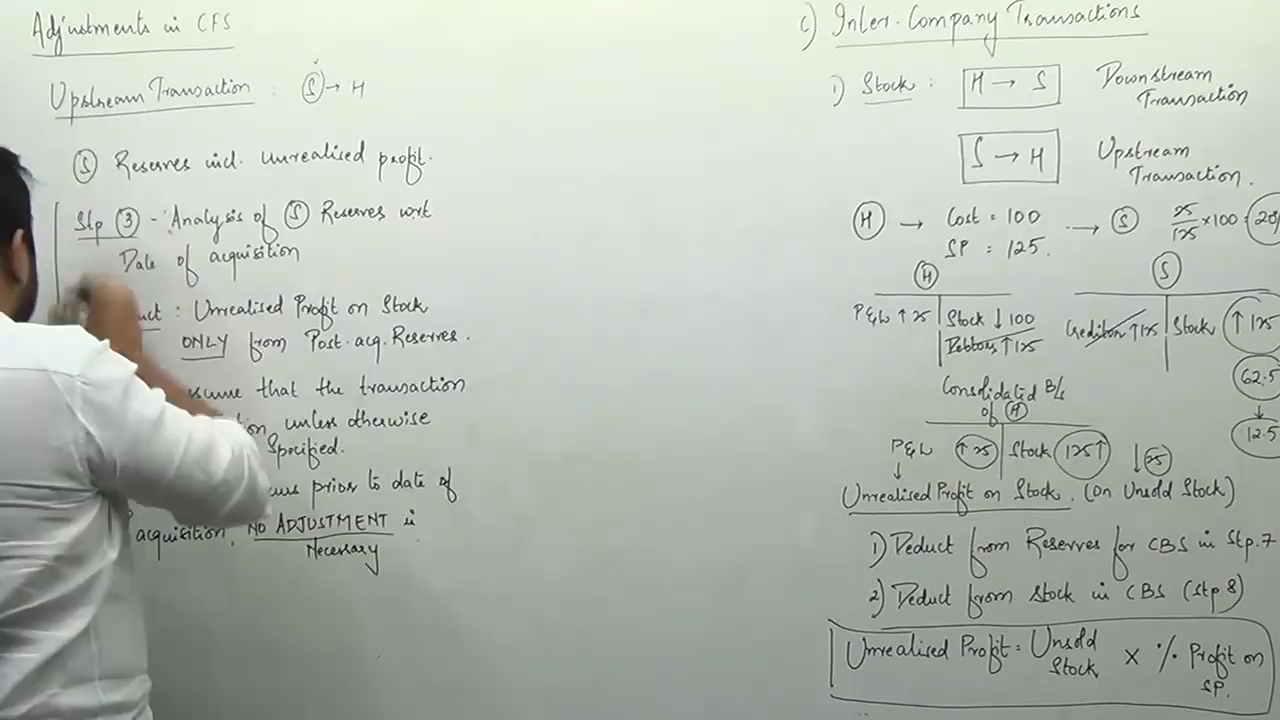 Adjustments in CFS
Upstream Transaction : S → H
S Reserves incl. unrealised profit.
Step 3 - Analysis of S Reserves wrt
Date of acquisition
: Unrealised Profit on Stock
ONLY from Post-acq. Reserves.
that the transaction
unless otherwise
Specified.
prior to date of
acquisition, NO ADJUSTMENT is
Necessary
C) Inter-Company Transactions
1) Stock : H → S Downstream
Transaction
S → H Upstream
Transaction.
H → Cost = 100 → S 25/125 × 100 = 20%
SP = 125.
H S
P&L ↑ 25 Stock ↓ 100 Creditors ↑ 125 Stock ↑ 125
Debtors ↑ 125
62.5
↓
12.5
Consolidated B/s
of H
P&L ↑ 25 Stock 125 ↑ ↓ 25
↓
Unrealised Profit on Stock. (On Unsold Stock)
1) Deduct from Reserves for CBS in Step. 7
2) Deduct from Stock in CBS (Step 8)
Unrealised Profit = Unsold × % Profit on
Stock SP.